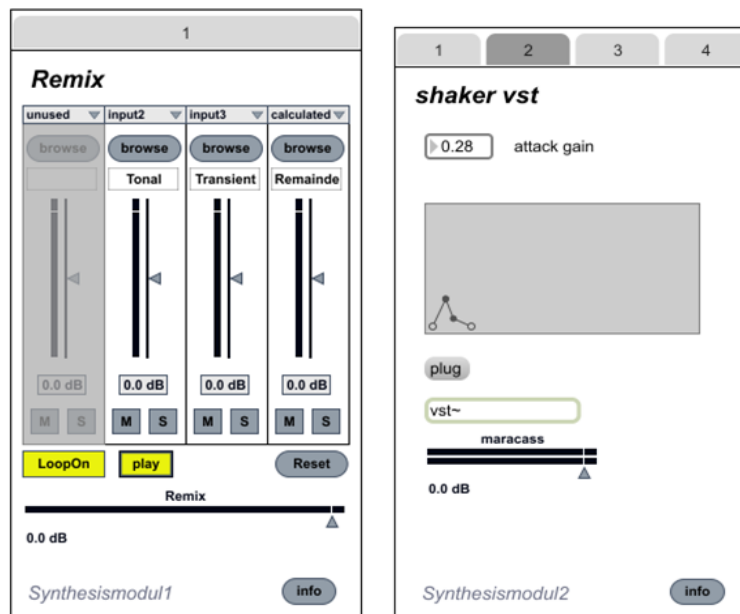 1
Remix
unused input2 input3 calculated
browse browse browse browse
Tonal Transient Remainde
0.0 dB 0.0 dB 0.0 dB 0.0 dB
M S M S M S M S
LoopOn play Reset
Remix
0.0 dB
Synthesismodul1 info
1 2 3 4
shaker vst
0.28 attack gain
plug
vst~
maracass
0.0 dB
Synthesismodul2 info